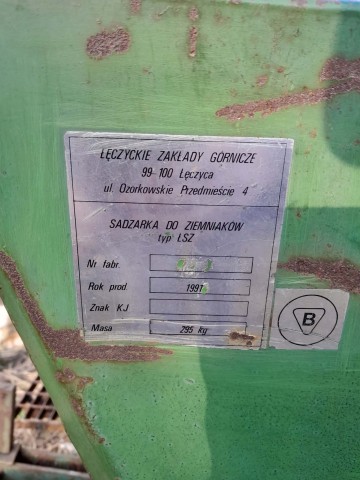 ŁĘCZYCKIE ZAKŁADY GÓRNICZE
99-100 Łęczyca
ul. Ozorkowskie Przedmieście 4
SADZARKA DO ZIEMNIAKÓW
typ ŁSZ
Nr fabr.
Rok prod. 1991
Znak KJ
Masa 295 kg
B